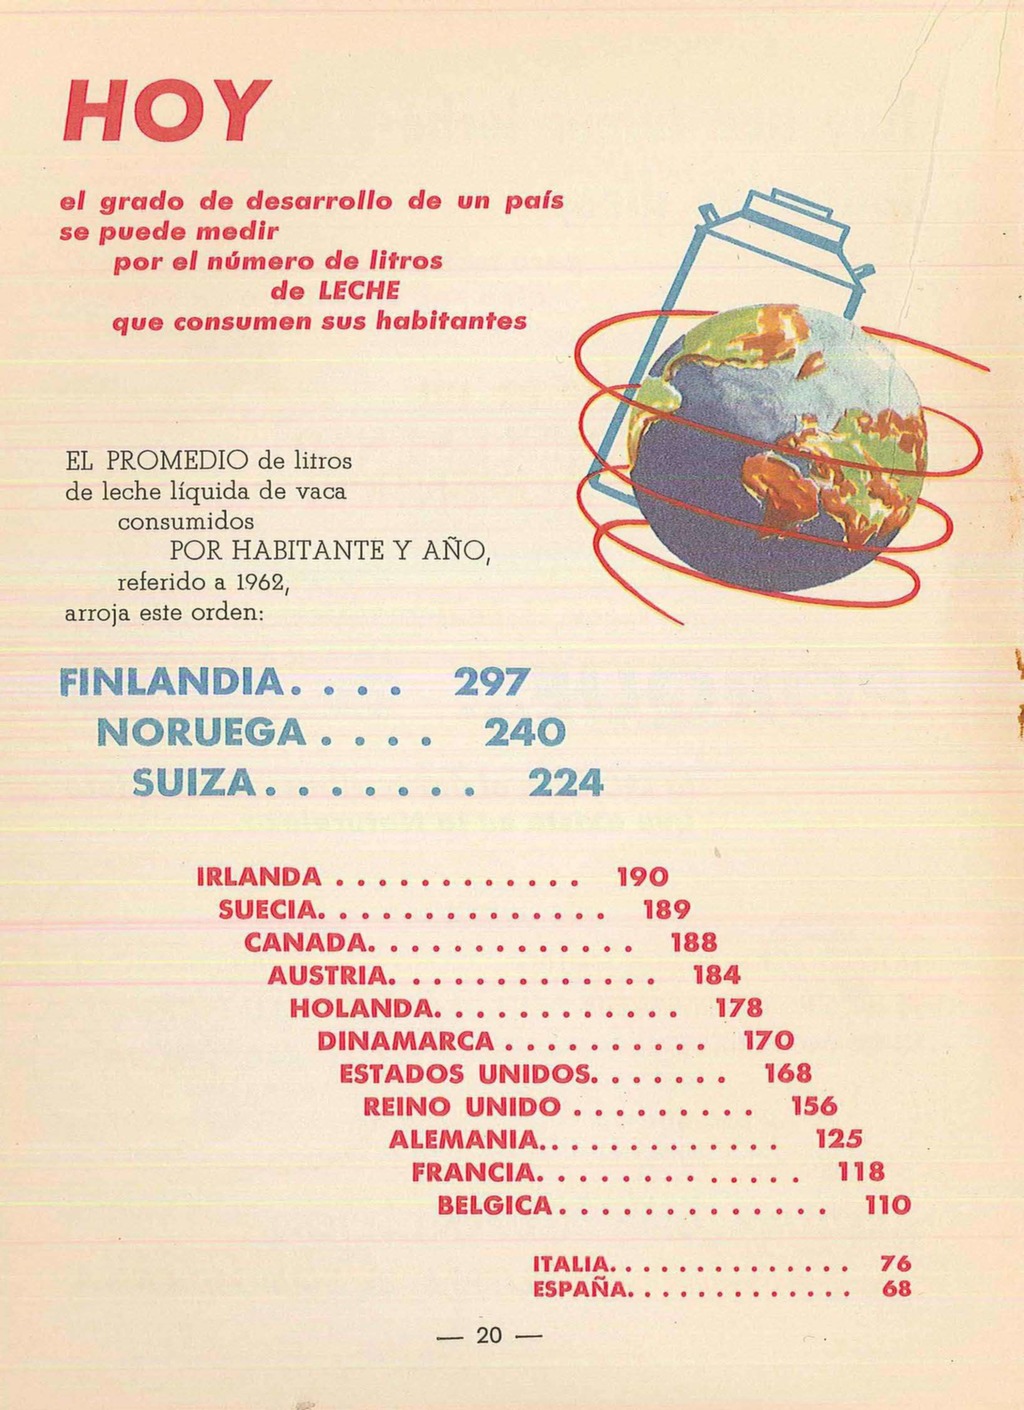 HOY
el grado de desarrollo de un país
se puede medir
por el número de litros
de LECHE
que consumen sus habitantes
EL PROMEDIO de litros
de leche líquida de vaca
consumidos
POR HABITANTE Y AÑO,
referido a 1962,
arroja este orden:
FINLANDIA. . . . 297
NORUEGA . . . . 240
SUIZA. . . . . . . 224
IRLANDA . . . . . . . . . . . . 190
SUECIA. . . . . . . . . . . . . 189
CANADA. . . . . . . . . . . . 188
AUSTRIA. . . . . . . . . . . . 184
HOLANDA. . . . . . . . . . . 178
DINAMARCA . . . . . . . . . . 170
ESTADOS UNIDOS. . . . . . . 168
REINO UNIDO . . . . . . . . . 156
ALEMANIA. . . . . . . . . . . 125
FRANCIA. . . . . . . . . . . . 118
BELGICA. . . . . . . . . . . . 110
ITALIA. . . . . . . . . . . . . 76
ESPAÑA. . . . . . . . . . . . 68
— 20 —